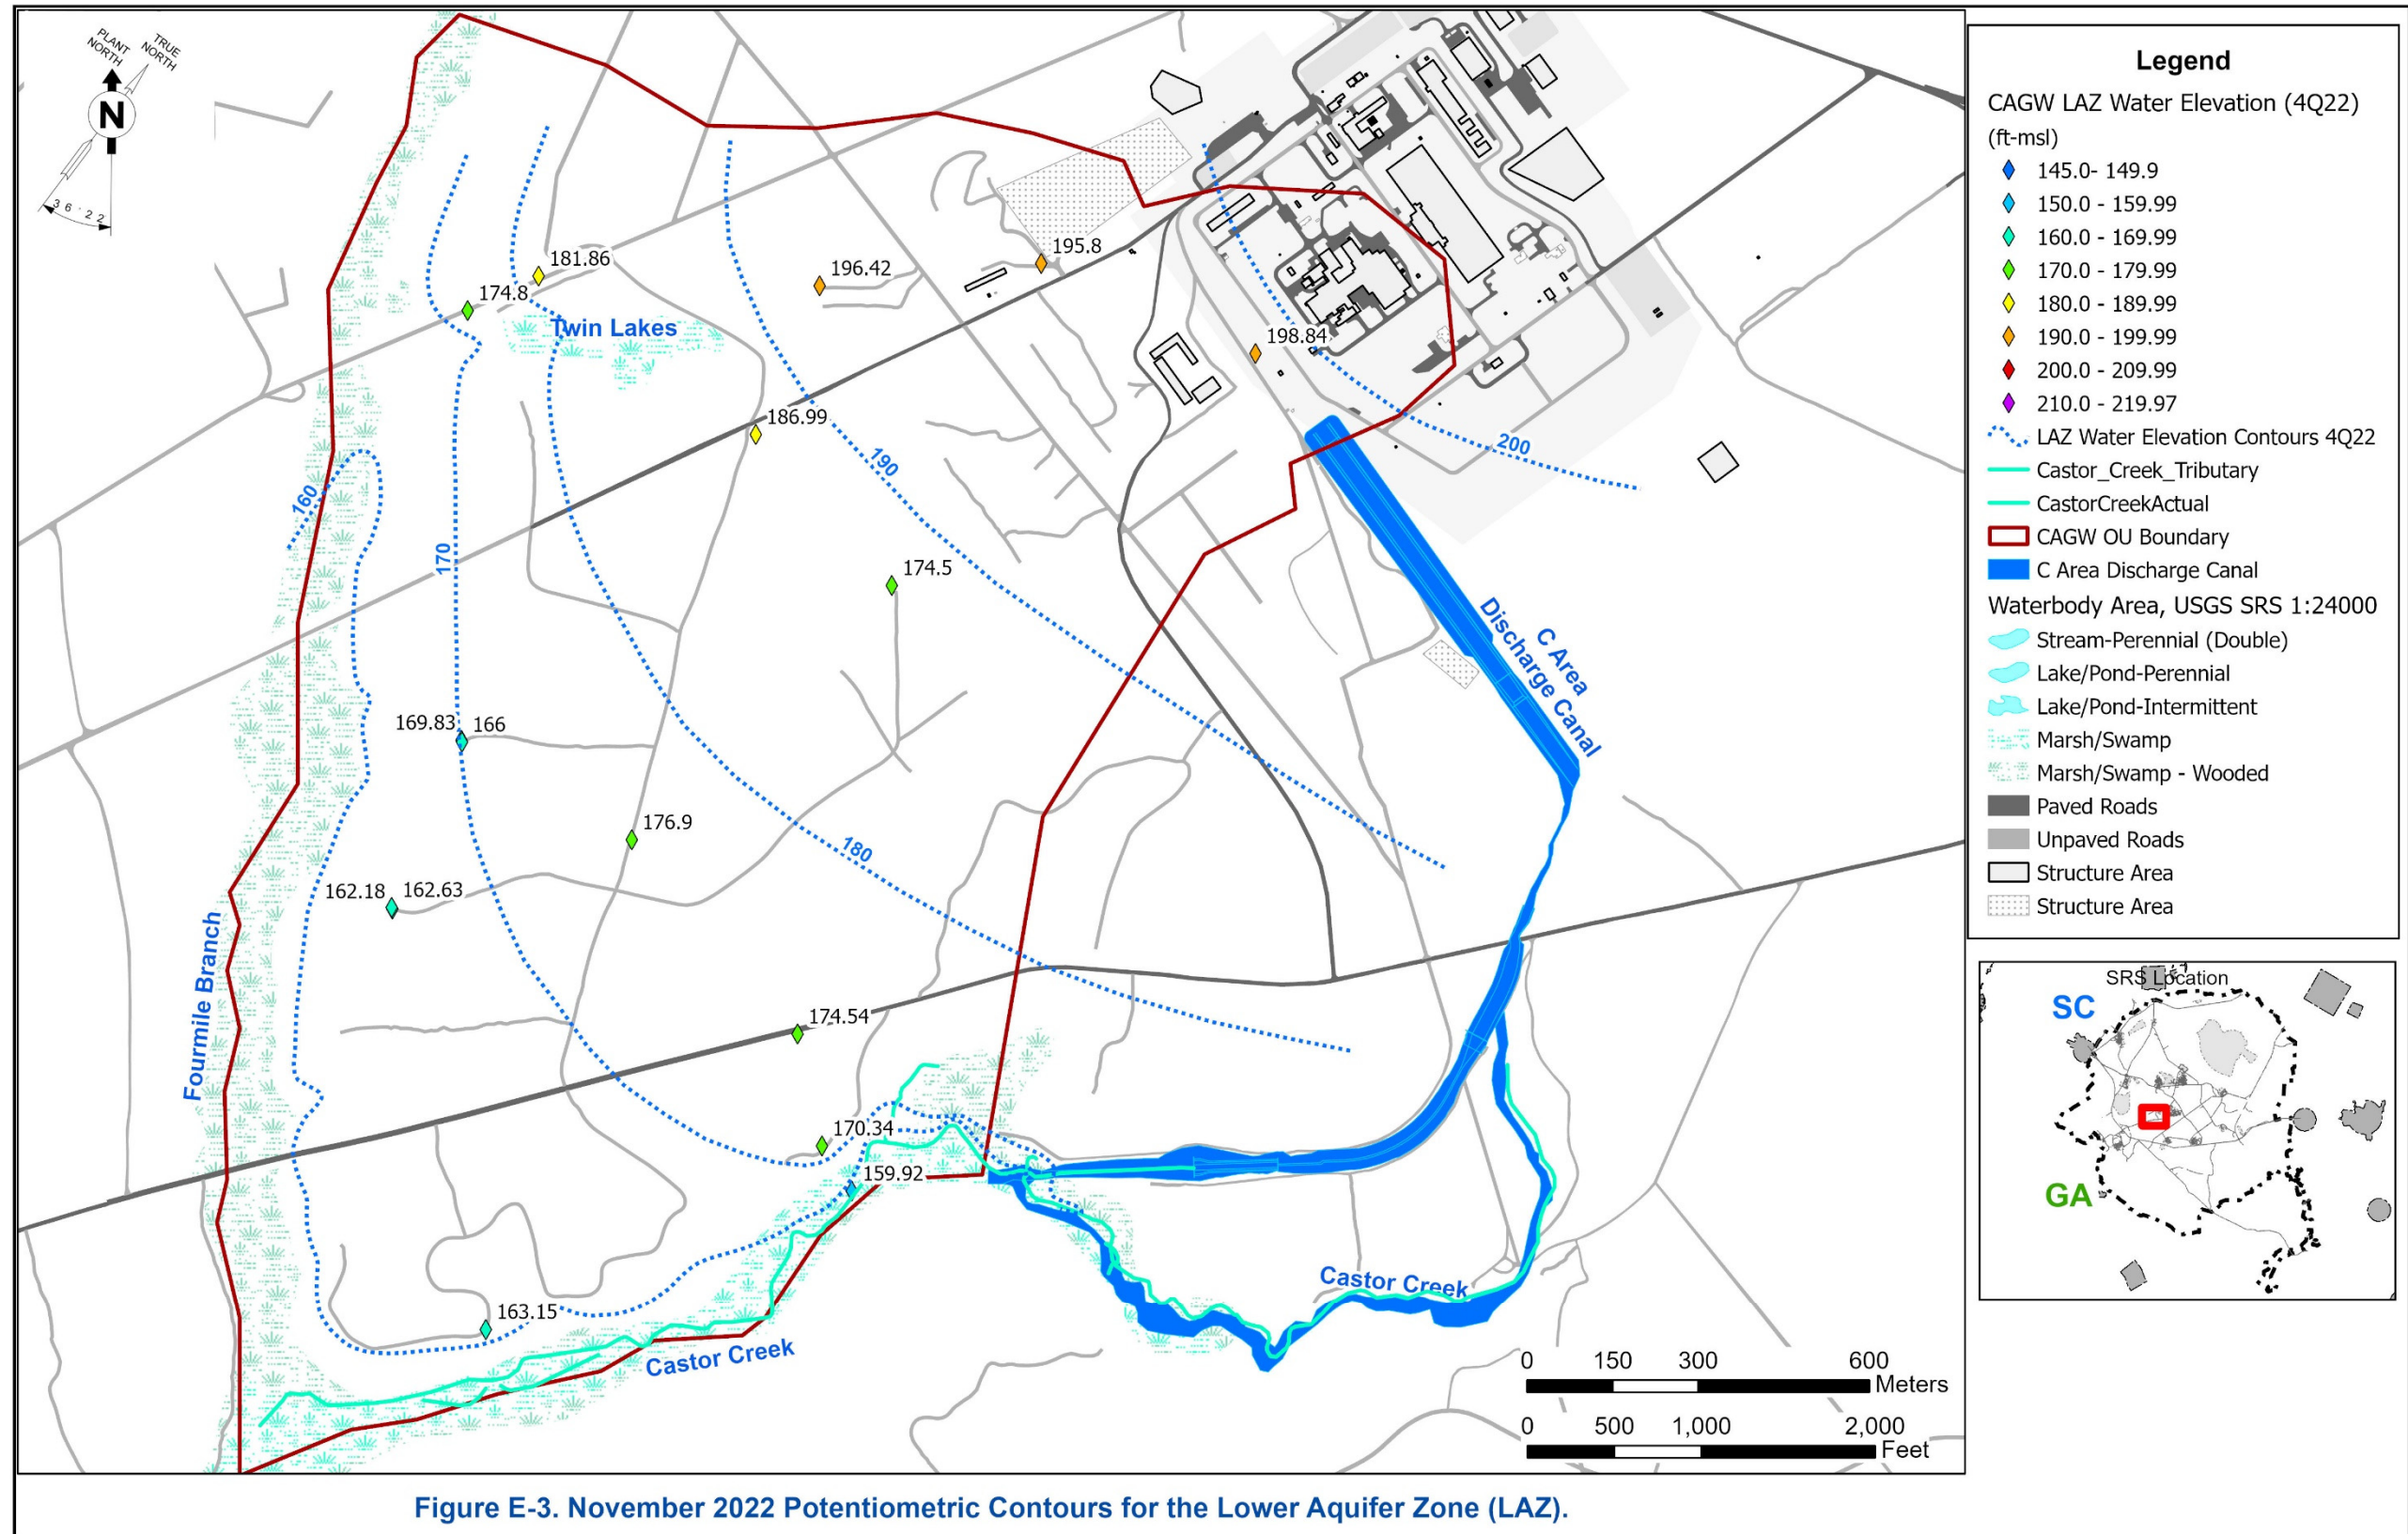 PLANT
NORTH
TRUE
NORTH
N
36.22
181.86
174.8
Twin Lakes
196.42
195.8
198.84
186.99
190
200
160
170
174.5
C Area
Discharge Canal
169.83
166
176.9
180
162.18
162.63
Fourmile Branch
174.54
170.34
159.92
163.15
Castor Creek
Castor Creek
0 150 300 600
Meters
0 500 1,000 2,000
Feet
Legend
CAGW LAZ Water Elevation (4Q22)
(ft-msl)
145.0- 149.9
150.0 - 159.99
160.0 - 169.99
170.0 - 179.99
180.0 - 189.99
190.0 - 199.99
200.0 - 209.99
210.0 - 219.97
LAZ Water Elevation Contours 4Q22
Castor_Creek_Tributary
CastorCreekActual
CAGW OU Boundary
C Area Discharge Canal
Waterbody Area, USGS SRS 1:24000
Stream-Perennial (Double)
Lake/Pond-Perennial
Lake/Pond-Intermittent
Marsh/Swamp
Marsh/Swamp - Wooded
Paved Roads
Unpaved Roads
Structure Area
Structure Area
SRS Location
SC
GA
Figure E-3. November 2022 Potentiometric Contours for the Lower Aquifer Zone (LAZ).